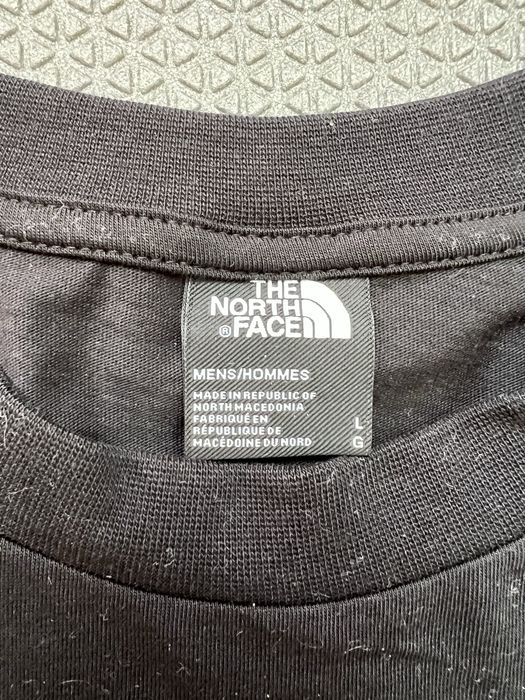 THE
NORTH
® FACE
MENS/HOMMES
MADE IN REPUBLIC OF
NORTH MACEDONIA
FABRIQUÉ EN
RÉPUBLIQUE DE
MACÉDOINE DU NORD
L
G